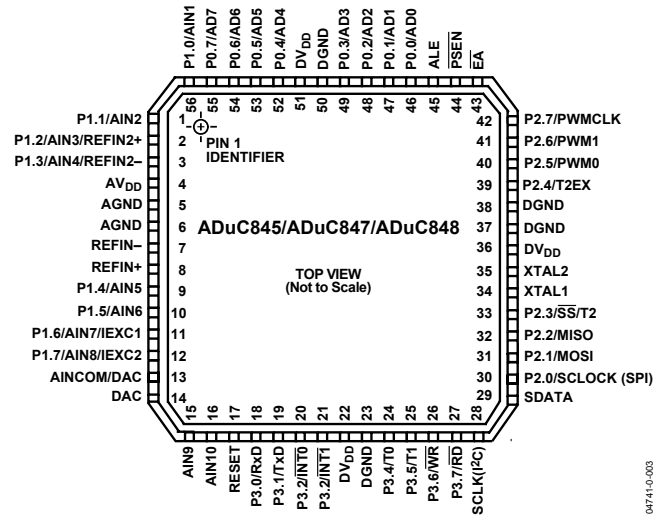 P1.0/AIN1
P0.7/AD7
P0.6/AD6
P0.5/AD5
P0.4/AD4
DVDD
DGND
P0.3/AD3
P0.2/AD2
P0.1/AD1
P0.0/AD0
ALE
PSEN
EA
56
55
54
53
52
51
50
49
48
47
46
45
44
43
P1.1/AIN2 1
P1.2/AIN3/REFIN2+ 2
P1.3/AIN4/REFIN2– 3
AVDD 4
AGND 5
AGND 6
REFIN– 7
REFIN+ 8
P1.4/AIN5 9
P1.5/AIN6 10
P1.6/AIN7/IEXC1 11
P1.7/AIN8/IEXC2 12
AINCOM/DAC 13
DAC 14
PIN 1
IDENTIFIER
ADuC845/ADuC847/ADuC848
TOP VIEW
(Not to Scale)
42 P2.7/PWMCLK
41 P2.6/PWM1
40 P2.5/PWM0
39 P2.4/T2EX
38 DGND
37 DGND
36 DVDD
35 XTAL2
34 XTAL1
33 P2.3/SS/T2
32 P2.2/MISO
31 P2.1/MOSI
30 P2.0/SCLOCK (SPI)
29 SDATA
15
16
17
18
19
20
21
22
23
24
25
26
27
28
AIN9
AIN10
RESET
P3.0/RxD
P3.1/TxD
P3.2/INT0
P3.2/INT1
DVDD
DGND
P3.4/T0
P3.5/T1
P3.6/WR
P3.7/RD
SCLK(I²C)
04741-0-003